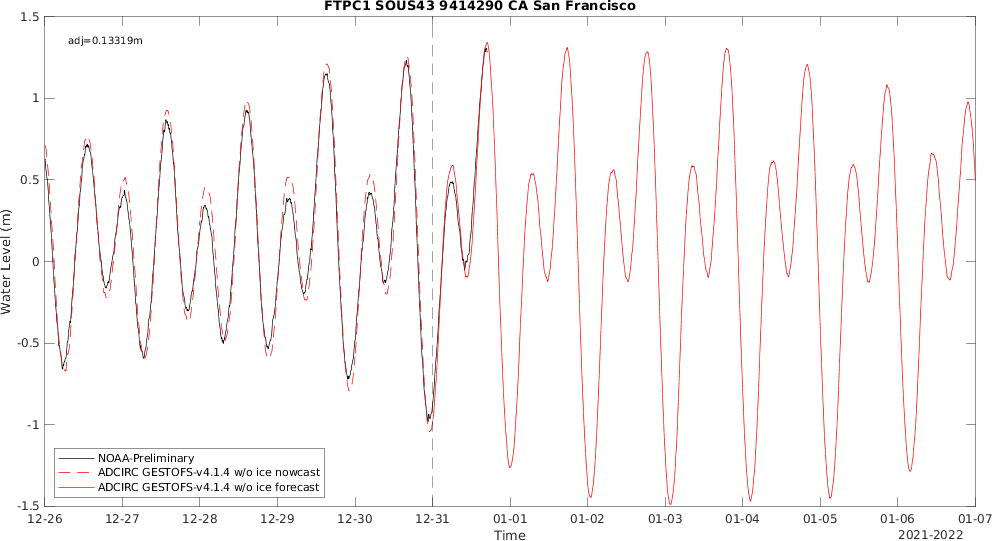 FTPC1 SOUS43 9414290 CA San Francisco
adj=0.13319m
1.5
1
0.5
0
-0.5
-1
-1.5
Water Level (m)
NOAA-Preliminary
ADCIRC GESTOFS-v4.1.4 w/o ice nowcast
ADCIRC GESTOFS-v4.1.4 w/o ice forecast
12-26 12-27 12-28 12-29 12-30 12-31 01-01 01-02 01-03 01-04 01-05 01-06 01-07
Time
2021-2022